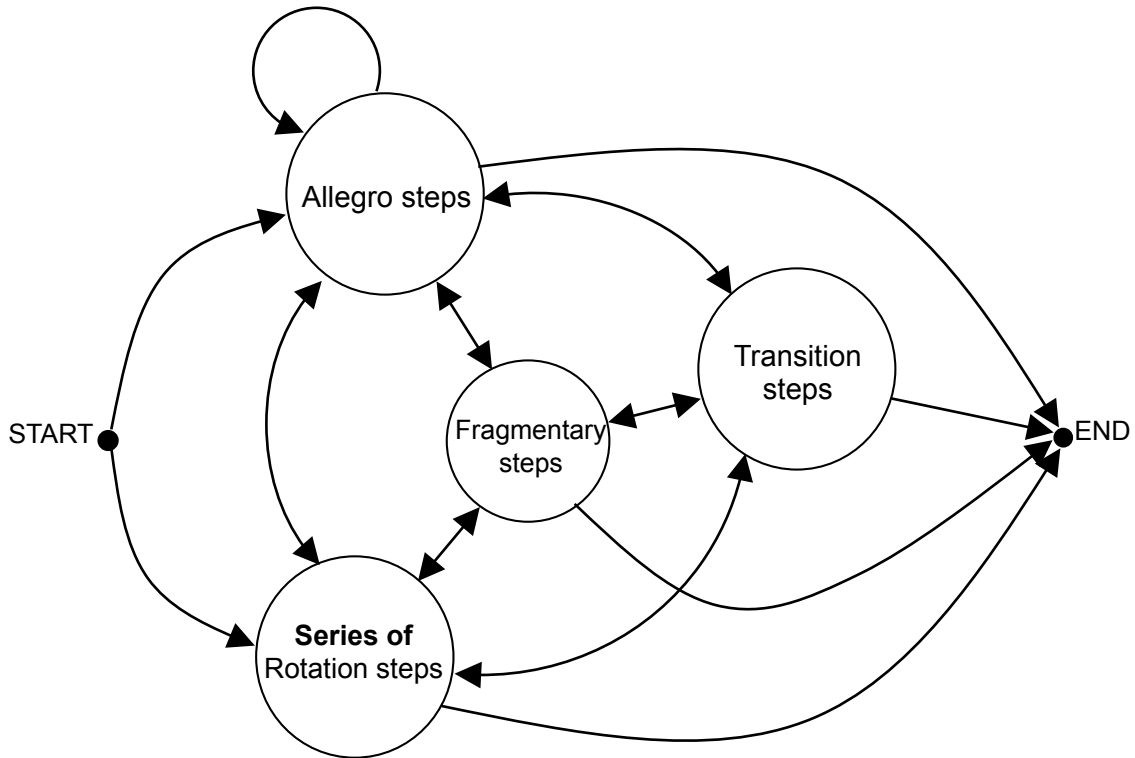 Allegro steps
Transition
steps
START
Fragmentary
steps
END
Series of
Rotation steps